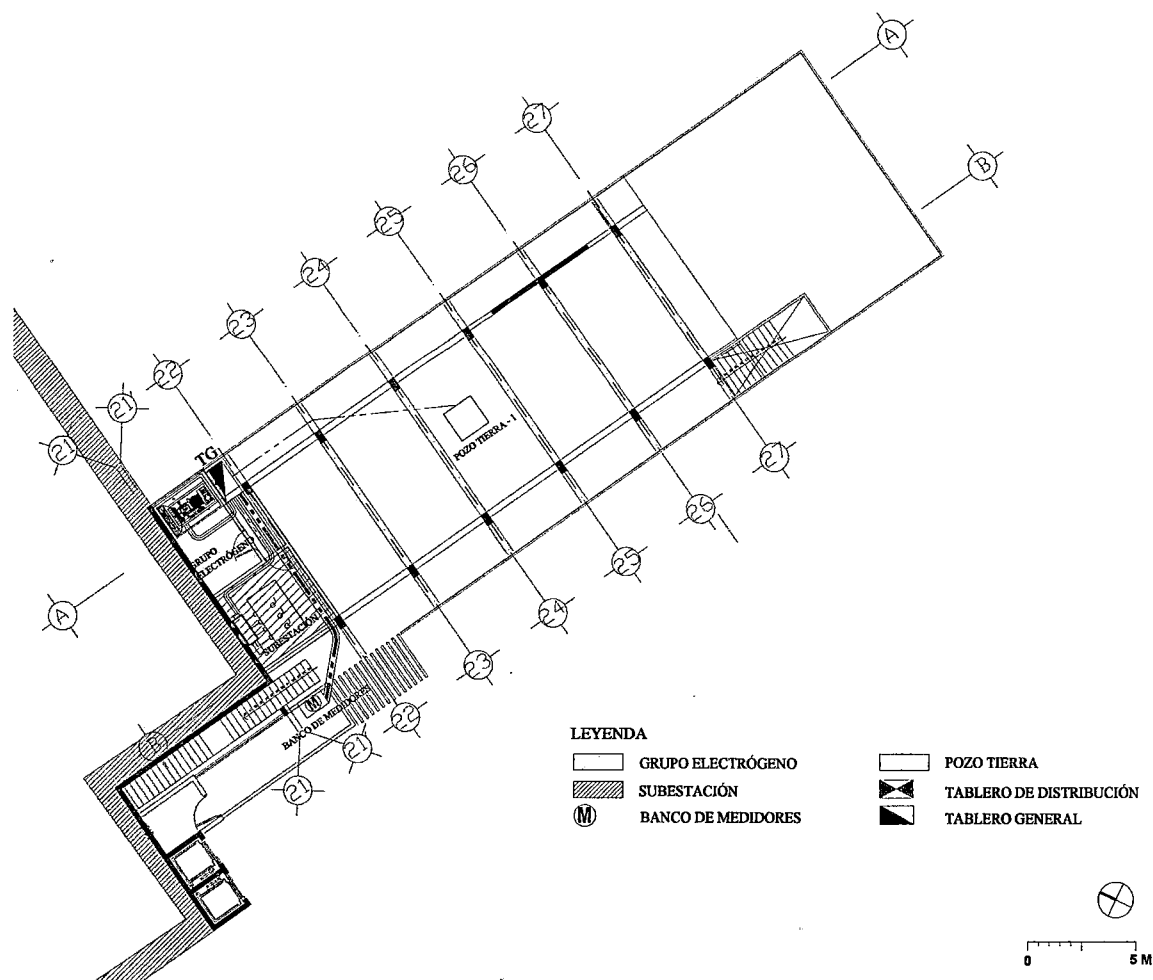 A
B
27
26
25
24
23
22
21
21
TG
POZO TIERRA - 1
GRUPO
ELECTRÓGENO
SUBESTACIÓN
A
B
M
BANCO DE MEDIDORES
27
26
25
24
23
22
21
21
LEYENDA
GRUPO ELECTRÓGENO
SUBESTACIÓN
M BANCO DE MEDIDORES
POZO TIERRA
TABLERO DE DISTRIBUCIÓN
TABLERO GENERAL
0 5 M